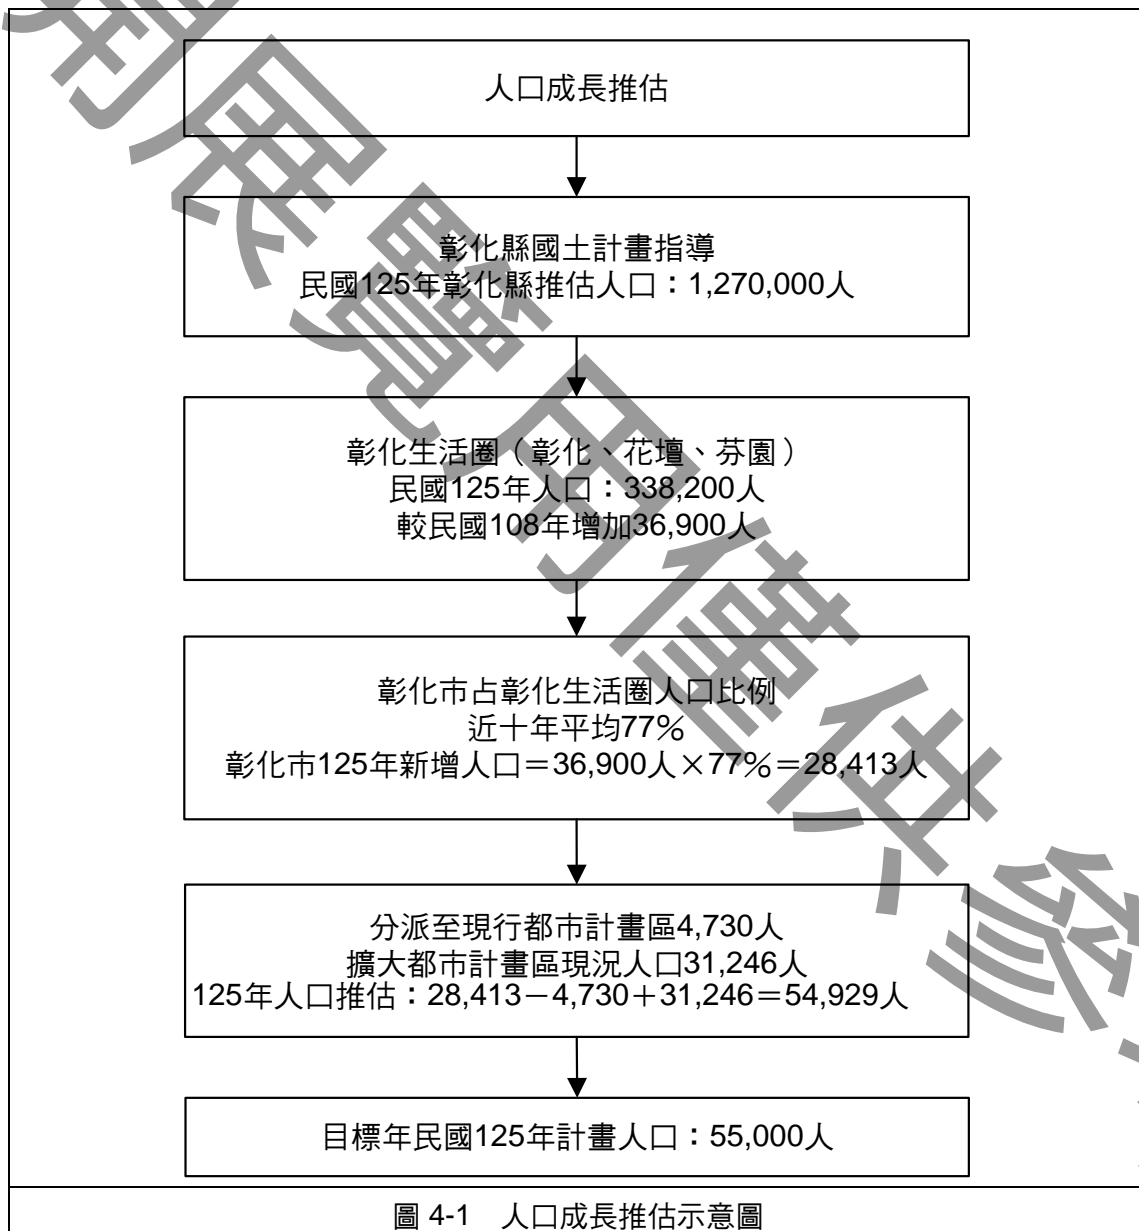 人口成長推估
彰化縣國土計畫指導
民國125年彰化縣推估人口：1,270,000人
彰化生活圈（彰化、花壇、芬園）
民國125年人口：338,200人
較民國108年增加36,900人
彰化市占彰化生活圈人口比例
近十年平均77%
彰化市125年新增人口＝36,900人×77%＝28,413人
分派至現行都市計畫區4,730人
擴大都市計畫區現況人口31,246人
125年人口推估：28,413－4,730＋31,246＝54,929人
目標年民國125年計畫人口：55,000人
圖 4-1　人口成長推估示意圖
開展覽用僅供參